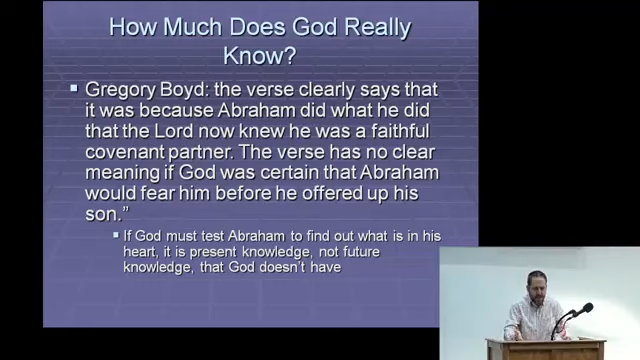 How Much Does God Really
Know?
Gregory Boyd: the verse clearly says that
it was because Abraham did what he did
that the Lord now knew he was a faithful
covenant partner. The verse has no clear
meaning if God was certain that Abraham
would fear him before he offered up his
son.”
If God must test Abraham to find out what is in his
heart, it is present knowledge, not future
knowledge, that God doesn’t have